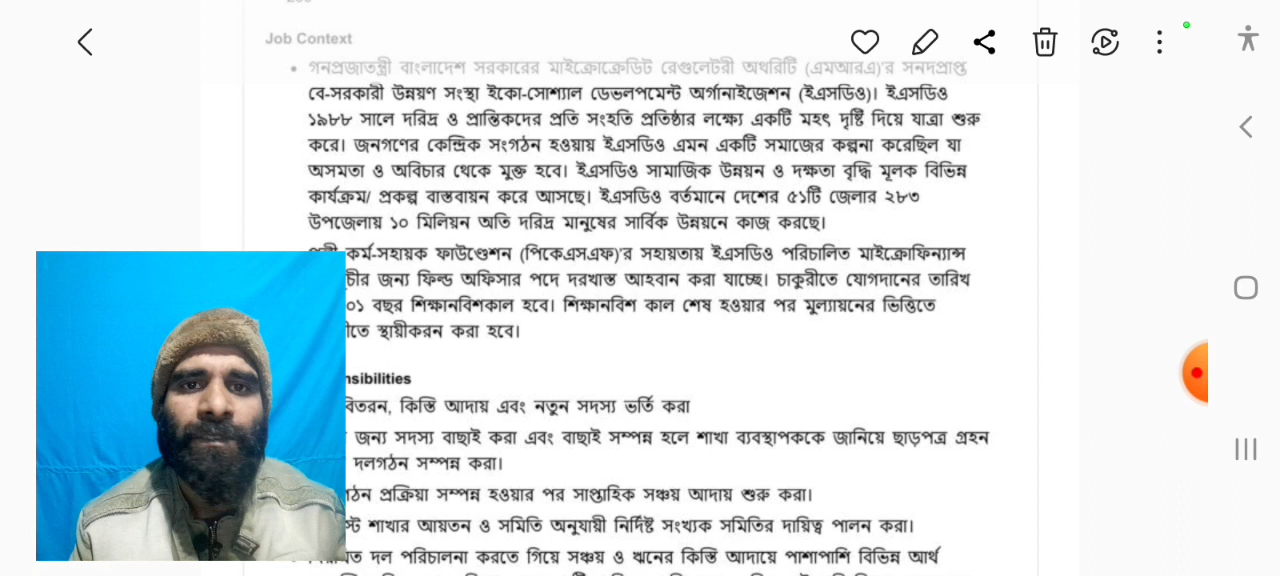 Job Context
• গনপ্রজাতন্ত্রী বাংলাদেশ সরকারের মাইক্রোক্রেডিট রেগুলেটরী অথরিটি (এমআরএ)'র সনদপ্রাপ্ত
বে-সরকারী উন্নয়ণ সংস্থা ইকো-সোশ্যাল ডেভলপমেন্ট অর্গানাইজেশন (ইএসডিও)। ইএসডিও
১৯৮৮ সালে দরিদ্র ও প্রান্তিকদের প্রতি সংহতি প্রতিষ্ঠার লক্ষ্যে একটি মহৎ দৃষ্টি দিয়ে যাত্রা শুরু
করে। জনগণের কেন্দ্রিক সংগঠন হওয়ায় ইএসডিও এমন একটি সমাজের কল্পনা করেছিল যা
অসমতা ও অবিচার থেকে মুক্ত হবে। ইএসডিও সামাজিক উন্নয়ন ও দক্ষতা বৃদ্ধি মূলক বিভিন্ন
কার্যক্রম/ প্রকল্প বাস্তবায়ন করে আসছে। ইএসডিও বর্তমানে দেশের ৫১টি জেলার ২৮৩
উপজেলায় ১০ মিলিয়ন অতি দরিদ্র মানুষের সার্বিক উন্নয়নে কাজ করছে।
কর্ম-সহায়ক ফাউণ্ডেশন (পিকেএসএফ)'র সহায়তায় ইএসডিও পরিচালিত মাইক্রোফিন্যান্স
জন্য ফিল্ড অফিসার পদে দরখাস্ত আহবান করা যাচ্ছে। চাকুরীতে যোগদানের তারিখ
০১ বছর শিক্ষানবিশকাল হবে। শিক্ষানবিশ কাল শেষ হওয়ার পর মুল্যায়নের ভিত্তিতে
স্থায়ীকরন করা হবে।
nsibilities
বিতরন, কিস্তি আদায় এবং নতুন সদস্য ভর্তি করা
জন্য সদস্য বাছাই করা এবং বাছাই সম্পন্ন হলে শাখা ব্যবস্থাপককে জানিয়ে ছাড়পত্র গ্রহন
দলগঠন সম্পন্ন করা।
ঠন প্রক্রিয়া সম্পন্ন হওয়ার পর সাপ্তাহিক সঞ্চয় আদায় শুরু করা।
শাখার আয়তন ও সমিতি অনুযায়ী নির্দিষ্ট সংখ্যক সমিতির দায়িত্ব পালন করা।
দল পরিচালনা করতে গিয়ে সঞ্চয় ও ঋনের কিস্তি আদায়ে পাশাপাশি বিভিন্ন আর্থ